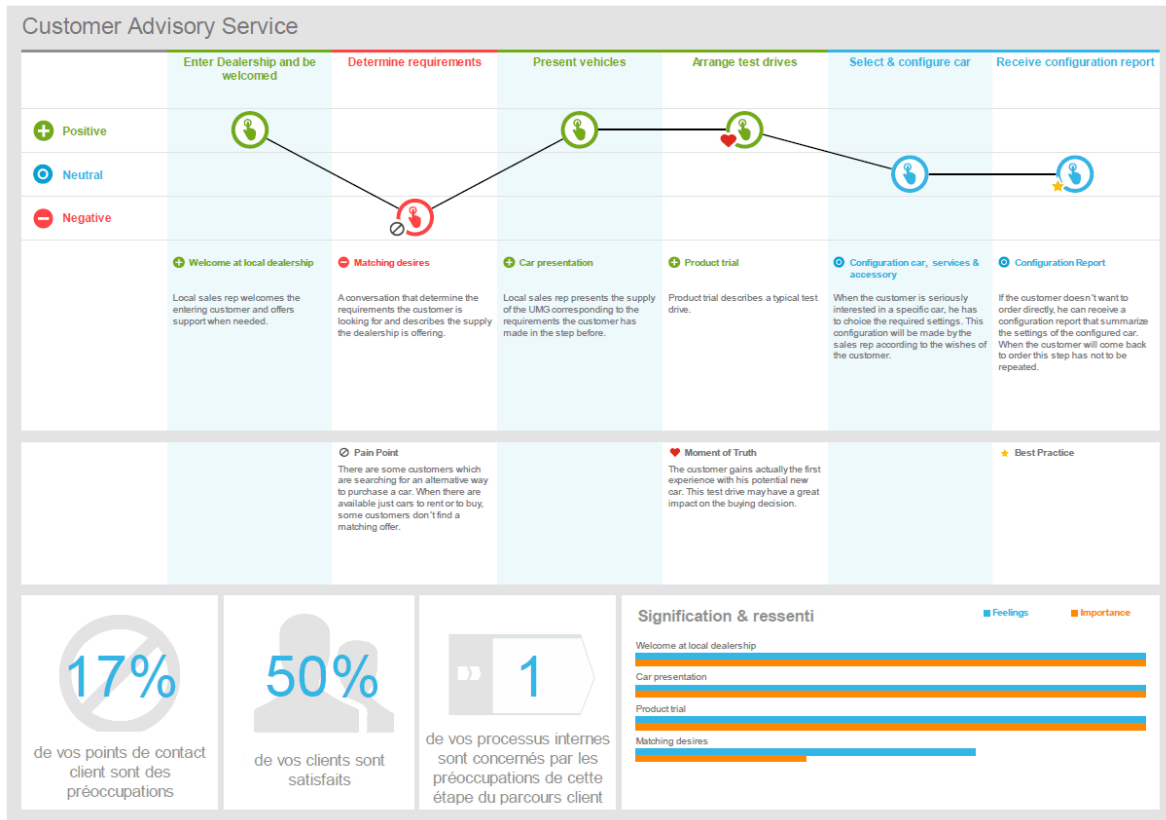 Customer Advisory Service
Enter Dealership and be
welcomed
Determine requirements
Present vehicles
Arrange test drives
Select & configure car
Receive configuration report
Positive
Neutral
Negative
Welcome at local dealership
Local sales rep welcomes the
entering customer and offers
support when needed.
Matching desires
A conversation that determine the
requirements the customer is
looking for and describes the supply
the dealership is offering.
Car presentation
Local sales rep presents the supply
of the UMG corresponding to the
requirements the customer has
made in the step before.
Product trial
Product trial describes a typical test
drive.
Configuration car, services &
accessory
When the customer is seriously
interested in a specific car, he has
to choice the required settings. This
configuration will be made by the
sales rep according to the wishes of
the customer.
Configuration Report
If the customer doesn't want to
order directly, he can receive a
configuration report that summarize
the settings of the configured car.
When the customer will come back
to order this step has not to be
repeated.
Pain Point
There are some customers which
are searching for an alternative way
to purchase a car. When there are
available just cars to rent or to buy,
some customers don't find a
matching offer.
Moment of Truth
The customer gains actually the first
experience with his potential new
car. This test drive may have a great
impact on the buying decision.
Best Practice
17%
de vos points de contact
client sont des
préoccupations
50%
de vos clients sont
satisfaits
1
de vos processus internes
sont concernés par les
préoccupations de cette
étape du parcours client
Signification & ressenti
Feelings
Importance
Welcome at local dealership
Car presentation
Product trial
Matching desires